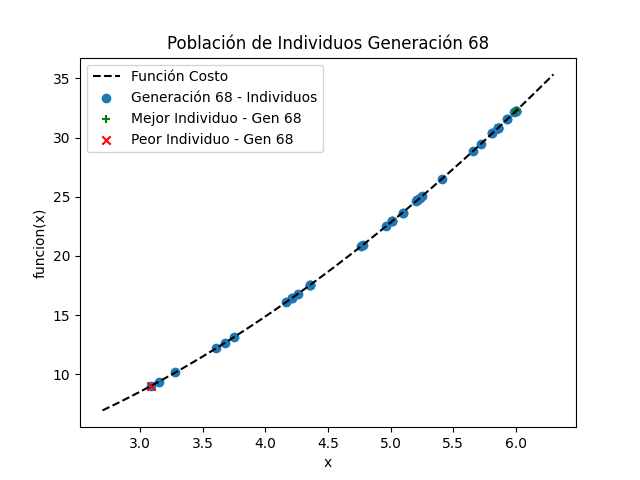 Población de Individuos Generación 68
Función Costo
Generación 68 - Individuos
Mejor Individuo - Gen 68
Peor Individuo - Gen 68
funcion(x)
35
30
25
20
15
10
3.0 3.5 4.0 4.5 5.0 5.5 6.0
x